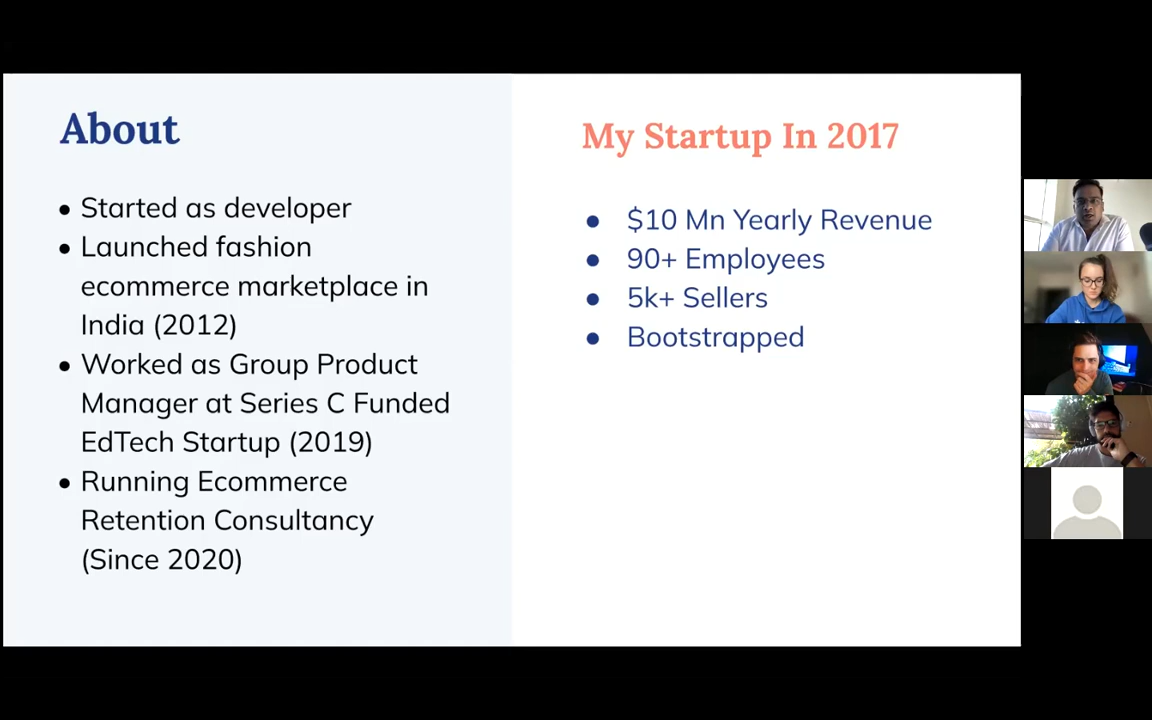 About
• Started as developer
• Launched fashion
ecommerce marketplace in
India (2012)
• Worked as Group Product
Manager at Series C Funded
EdTech Startup (2019)
• Running Ecommerce
Retention Consultancy
(Since 2020)
My Startup In 2017
• $10 Mn Yearly Revenue
• 90+ Employees
• 5k+ Sellers
• Bootstrapped